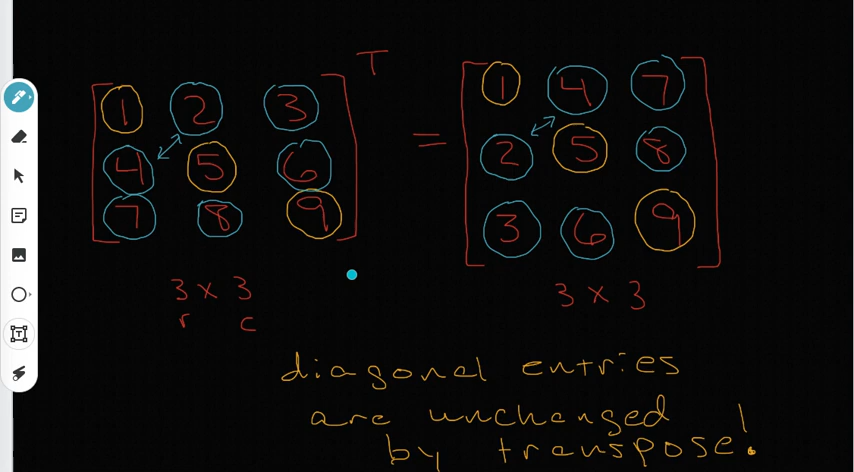 T
1 2 3 = 1 4 7
4 5 6 2 5 8
7 8 9 3 6 9
3 x 3 3 x 3
r c
diagonal entries
are unchanged
by transpose!